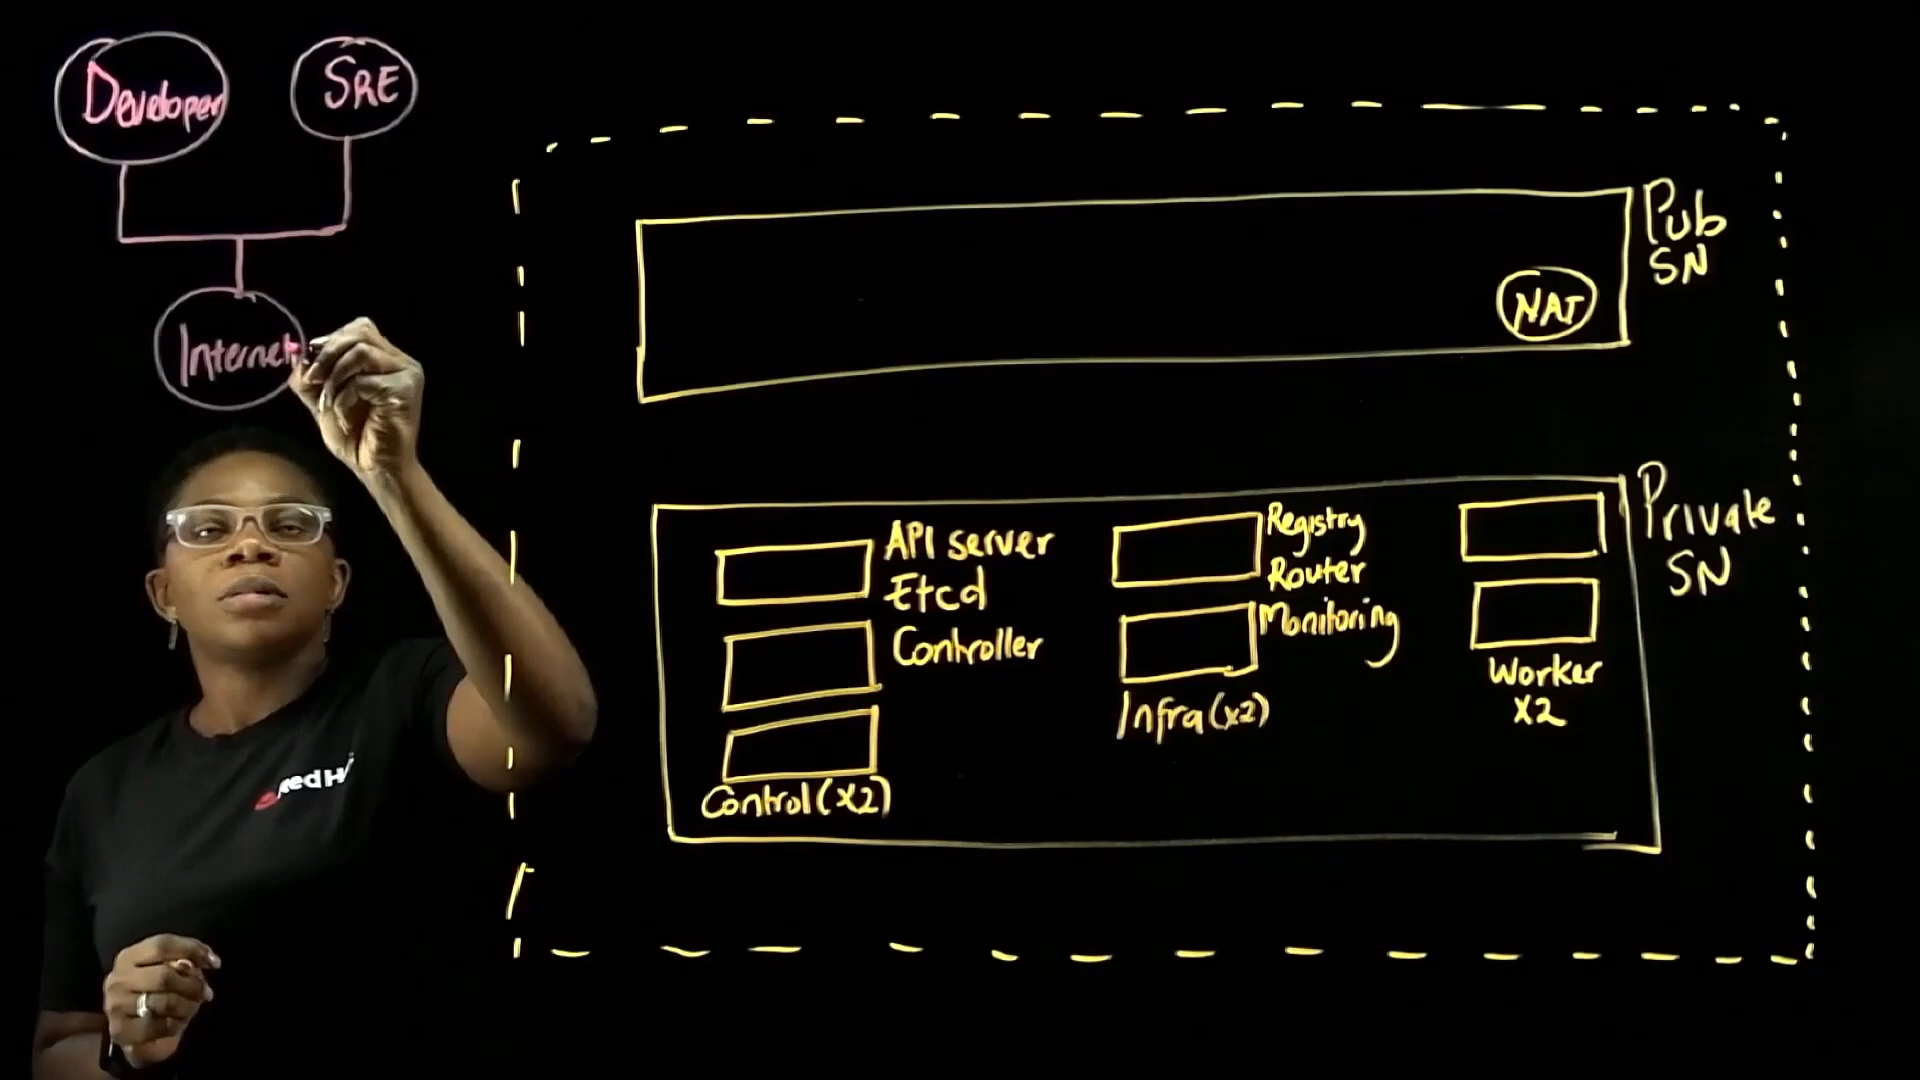 Developer
SRE
Internet
Pub
SN
NAT
Private
SN
API server
Etcd
Controller
Control (x2)
Registry
Router
Monitoring
Infra (x2)
Worker
X2
Red H